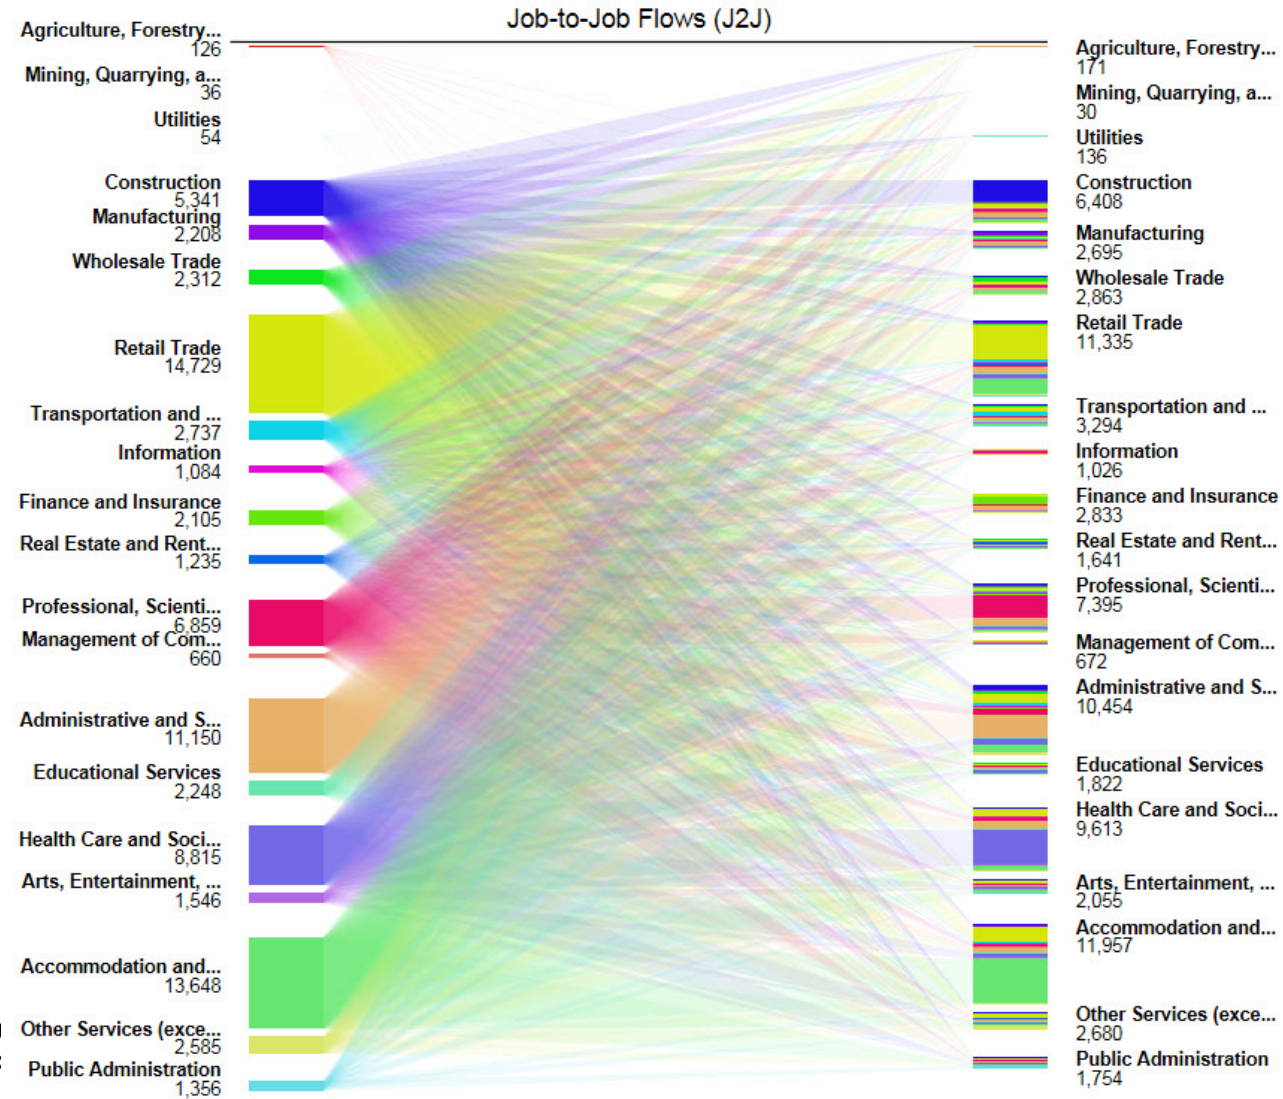 Job-to-Job Flows (J2J)
Agriculture, Forestry...
126
Mining, Quarrying, a...
36
Utilities
54
Construction
5,341
Manufacturing
2,208
Wholesale Trade
2,312
Retail Trade
14,729
Transportation and ...
2,737
Information
1,084
Finance and Insurance
2,105
Real Estate and Rent...
1,235
Professional, Scienti...
6,859
Management of Com...
660
Administrative and S...
11,150
Educational Services
2,248
Health Care and Soci...
8,815
Arts, Entertainment, ...
1,546
Accommodation and...
13,648
Other Services (exce...
2,585
Public Administration
1,356
Agriculture, Forestry...
171
Mining, Quarrying, a...
30
Utilities
136
Construction
6,408
Manufacturing
2,695
Wholesale Trade
2,863
Retail Trade
11,335
Transportation and ...
3,294
Information
1,026
Finance and Insurance
2,833
Real Estate and Rent...
1,641
Professional, Scienti...
7,395
Management of Com...
672
Administrative and S...
10,454
Educational Services
1,822
Health Care and Soci...
9,613
Arts, Entertainment, ...
2,055
Accommodation and...
11,957
Other Services (exce...
2,680
Public Administration
1,754